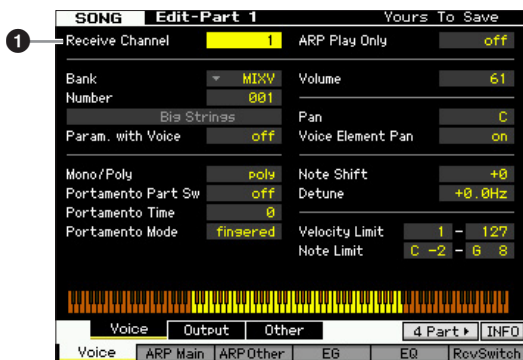 SONG Edit-Part 1 Yours To Save
1 Receive Channel 1 ARP Play Only off
Bank MIXV Volume 61
Number 001
Big Strings Pan C
Param. with Voice off Voice Element Pan on
Mono/Poly poly Note Shift +0
Portamento Part Sw off Detune +0.0Hz
Portamento Time 0
Portamento Mode fingered Velocity Limit 1 - 127
Note Limit C -2 - G 8
Voice Output Other 4 Part INFO
Voice ARP Main ARP Other EG EQ RcvSwitch